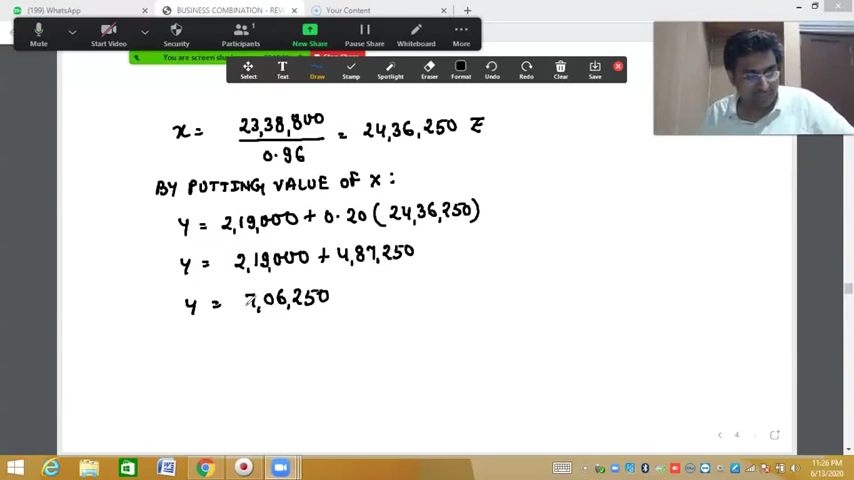 (199) WhatsApp
BUSINESS COMBINATION - REV
Your Content
Mute
Start Video
Security
1
Participants
New Share
Pause Share
Whiteboard
More
You are screen sharing
Stop Share
Select
Text
Draw
Stamp
Spotlight
Eraser
Format
Undo
Redo
Clear
Save
x = 23,38,800 / 0.96 = 24,36,250 Z
BY PUTTING VALUE OF X :
y = 2,19,000 + 0.20 ( 24,36,250)
y = 2,19,000 + 4,87,250
y = 7,06,250
4
11:26 PM
6/13/2020